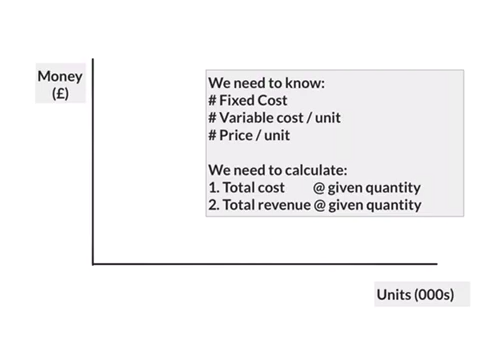 Money
(£)
We need to know:
# Fixed Cost
# Variable cost / unit
# Price / unit
We need to calculate:
1. Total cost @ given quantity
2. Total revenue @ given quantity
Units (000s)